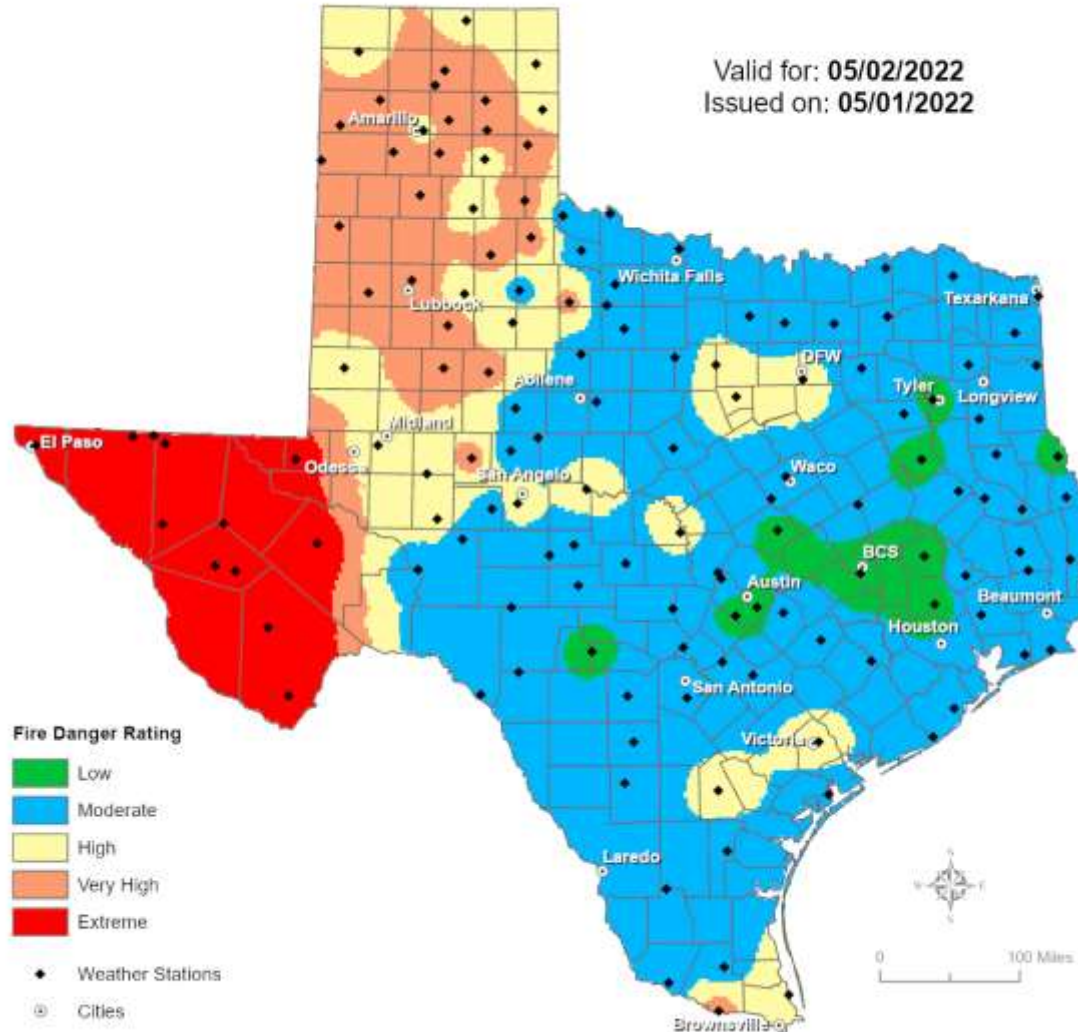 Valid for: 05/02/2022
Issued on: 05/01/2022
Amarillo
Wichita Falls
Lubbock
Texarkana
DFW
Abilene
Tyler
Longview
Midland
El Paso
Odessa
San Angelo
Waco
BCS
Austin
Beaumont
Houston
San Antonio
Victoria
Laredo
Brownsville
Fire Danger Rating
Low
Moderate
High
Very High
Extreme
Weather Stations
Cities
N
W E
S
0 100 Miles